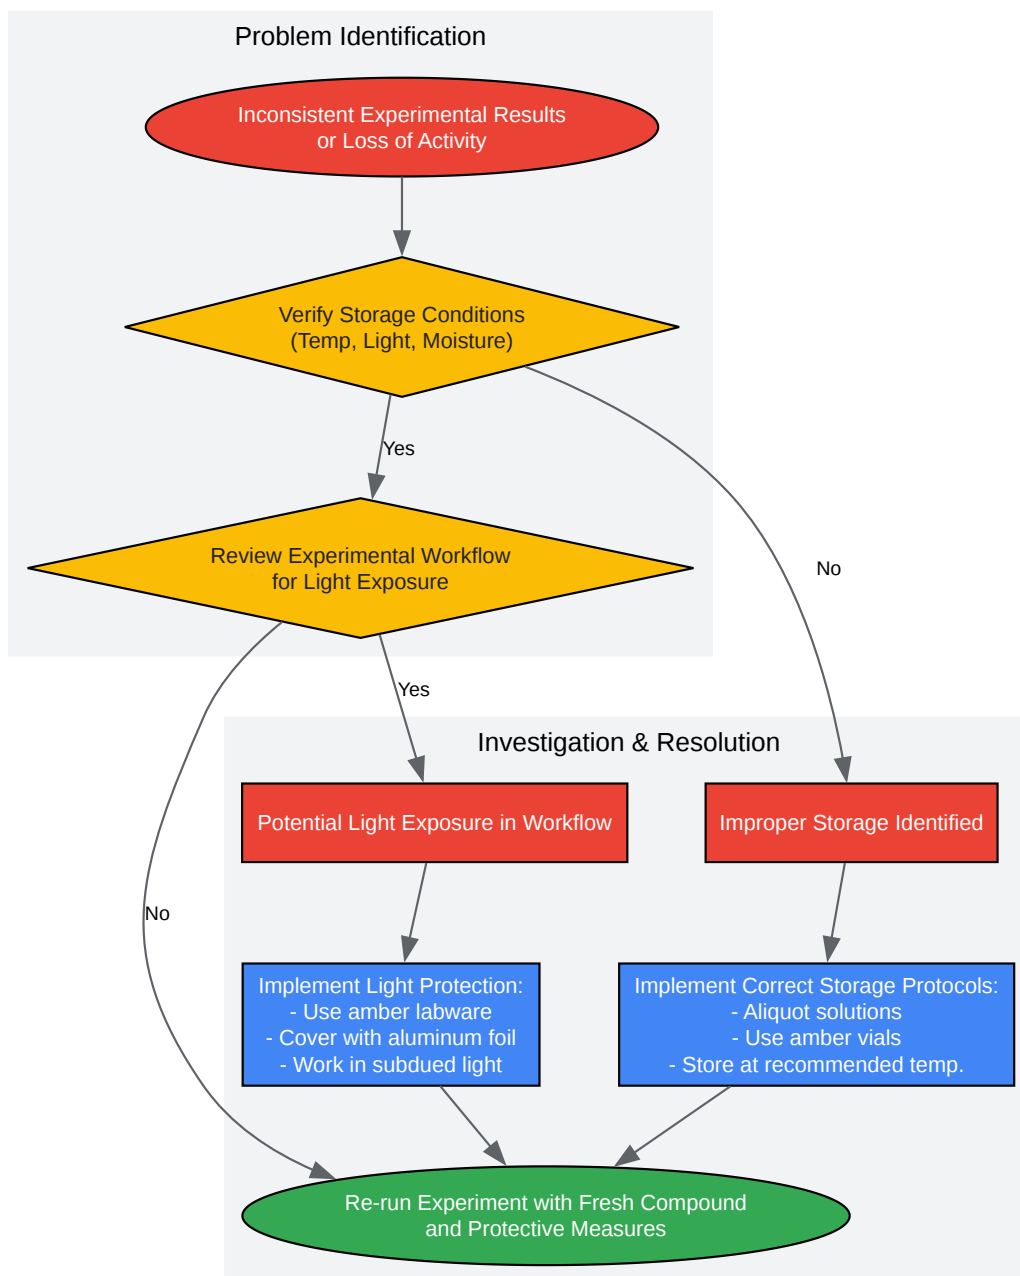 Problem Identification
Inconsistent Experimental Results
or Loss of Activity
Verify Storage Conditions
(Temp, Light, Moisture)
Yes
Review Experimental Workflow
for Light Exposure
No
Yes
Investigation & Resolution
Potential Light Exposure in Workflow
Improper Storage Identified
No
Implement Light Protection:
- Use amber labware
- Cover with aluminum foil
- Work in subdued light
Implement Correct Storage Protocols:
- Aliquot solutions
- Use amber vials
- Store at recommended temp.
Re-run Experiment with Fresh Compound
and Protective Measures